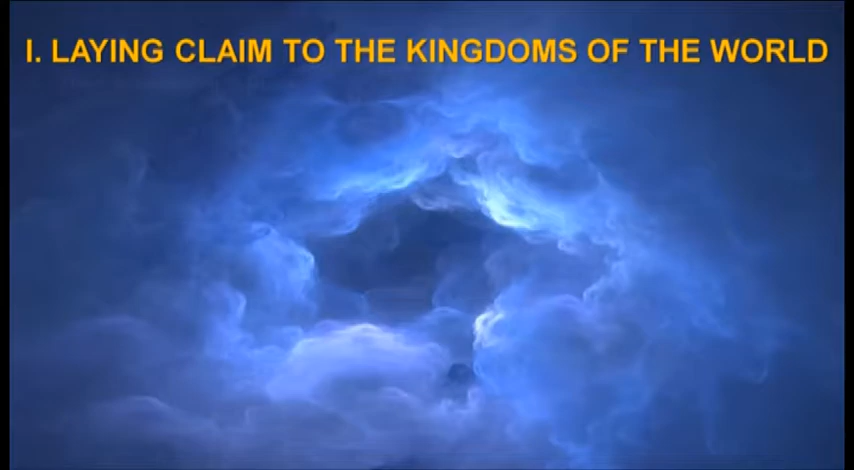 I. LAYING CLAIM TO THE KINGDOMS OF THE WORLD